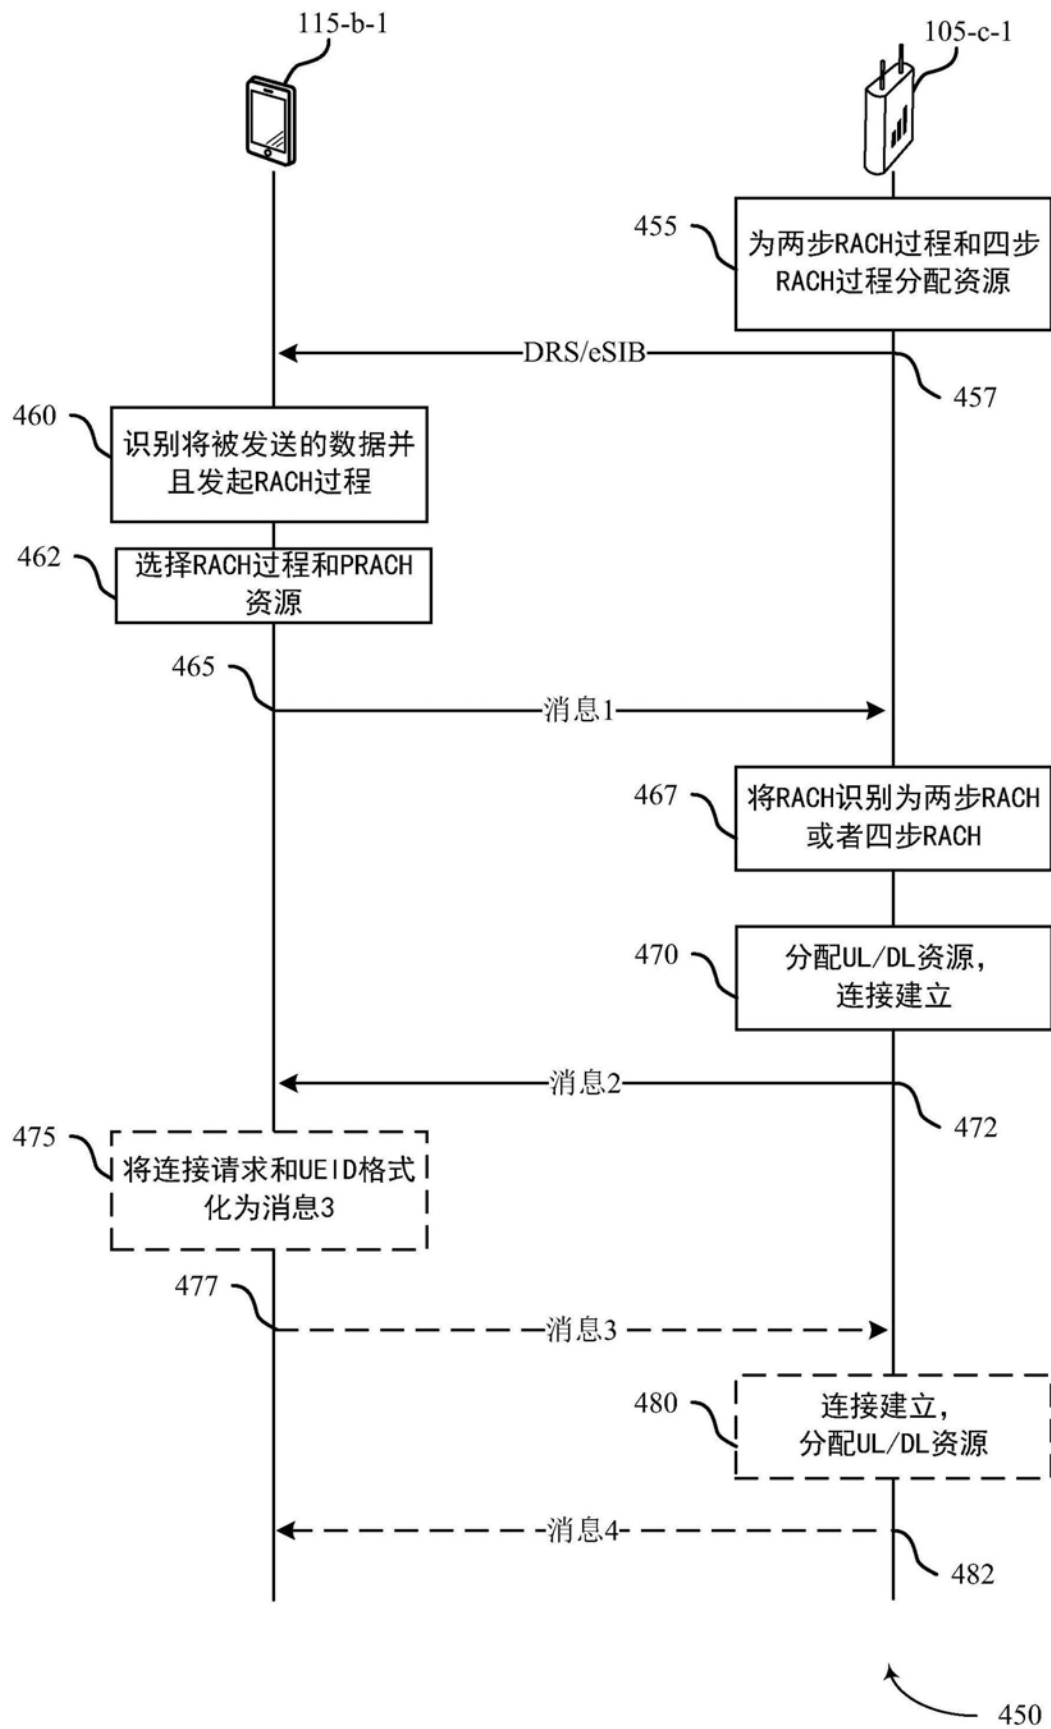 115-b-1
105-c-1
455
为两步RACH过程和四步
RACH过程分配资源
DRS/eSIB
457
460
识别将被发送的数据并
且发起RACH过程
462
选择RACH过程和PRACH
资源
465
消息1
467
将RACH识别为两步RACH
或者四步RACH
470
分配UL/DL资源,
连接建立
消息2
472
475
将连接请求和UEID格式
化为消息3
477
消息3
480
连接建立,
分配UL/DL资源
消息4
482
450